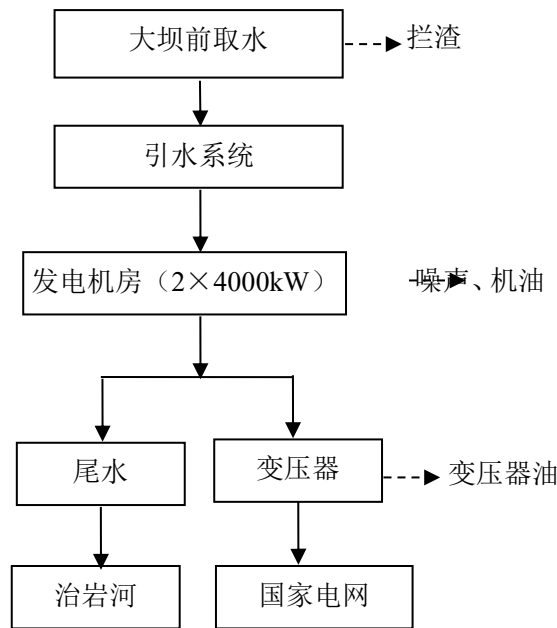 大坝前取水
拦渣
引水系统
发电机房（2×4000kW）
噪声、机油
尾水
变压器
变压器油
治岩河
国家电网